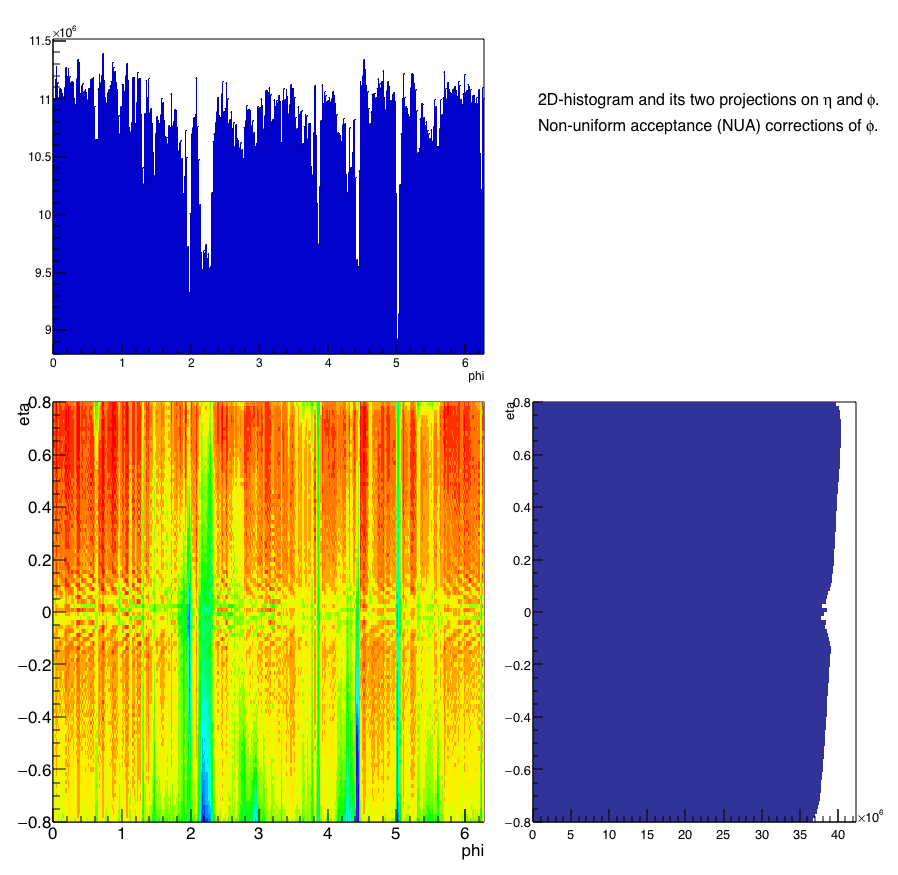 ×10⁶
11.5
11
10.5
10
9.5
9
0 1 2 3 4 5 6
phi
2D-histogram and its two projections on η and ϕ.
Non-uniform acceptance (NUA) corrections of ϕ.
eta
0.8
0.6
0.4
0.2
0
−0.2
−0.4
−0.6
−0.8
0 1 2 3 4 5 6
phi
eta
0.8
0.6
0.4
0.2
0
−0.2
−0.4
−0.6
−0.8
0 5 10 15 20 25 30 35 40
×10⁶